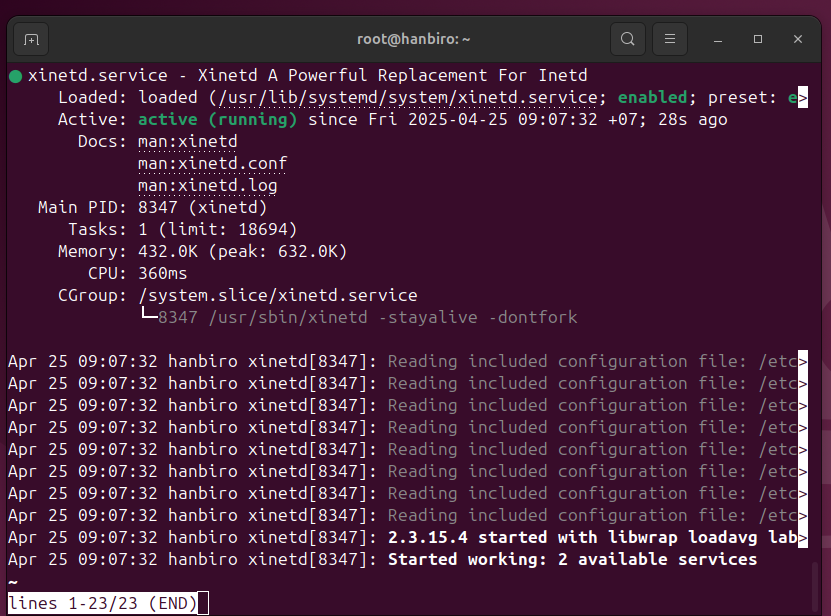 root@hanbiro: ~
xinetd.service - Xinetd A Powerful Replacement For Inetd
Loaded: loaded (/usr/lib/systemd/system/xinetd.service; enabled; preset: e>
Active: active (running) since Fri 2025-04-25 09:07:32 +07; 28s ago
Docs: man:xinetd
man:xinetd.conf
man:xinetd.log
Main PID: 8347 (xinetd)
Tasks: 1 (limit: 18694)
Memory: 432.0K (peak: 632.0K)
CPU: 360ms
CGroup: /system.slice/xinetd.service
└─8347 /usr/sbin/xinetd -stayalive -dontfork
Apr 25 09:07:32 hanbiro xinetd[8347]: Reading included configuration file: /etc>
Apr 25 09:07:32 hanbiro xinetd[8347]: Reading included configuration file: /etc>
Apr 25 09:07:32 hanbiro xinetd[8347]: Reading included configuration file: /etc>
Apr 25 09:07:32 hanbiro xinetd[8347]: Reading included configuration file: /etc>
Apr 25 09:07:32 hanbiro xinetd[8347]: Reading included configuration file: /etc>
Apr 25 09:07:32 hanbiro xinetd[8347]: Reading included configuration file: /etc>
Apr 25 09:07:32 hanbiro xinetd[8347]: Reading included configuration file: /etc>
Apr 25 09:07:32 hanbiro xinetd[8347]: Reading included configuration file: /etc>
Apr 25 09:07:32 hanbiro xinetd[8347]: 2.3.15.4 started with libwrap loadavg lab>
Apr 25 09:07:32 hanbiro xinetd[8347]: Started working: 2 available services
~
lines 1-23/23 (END)